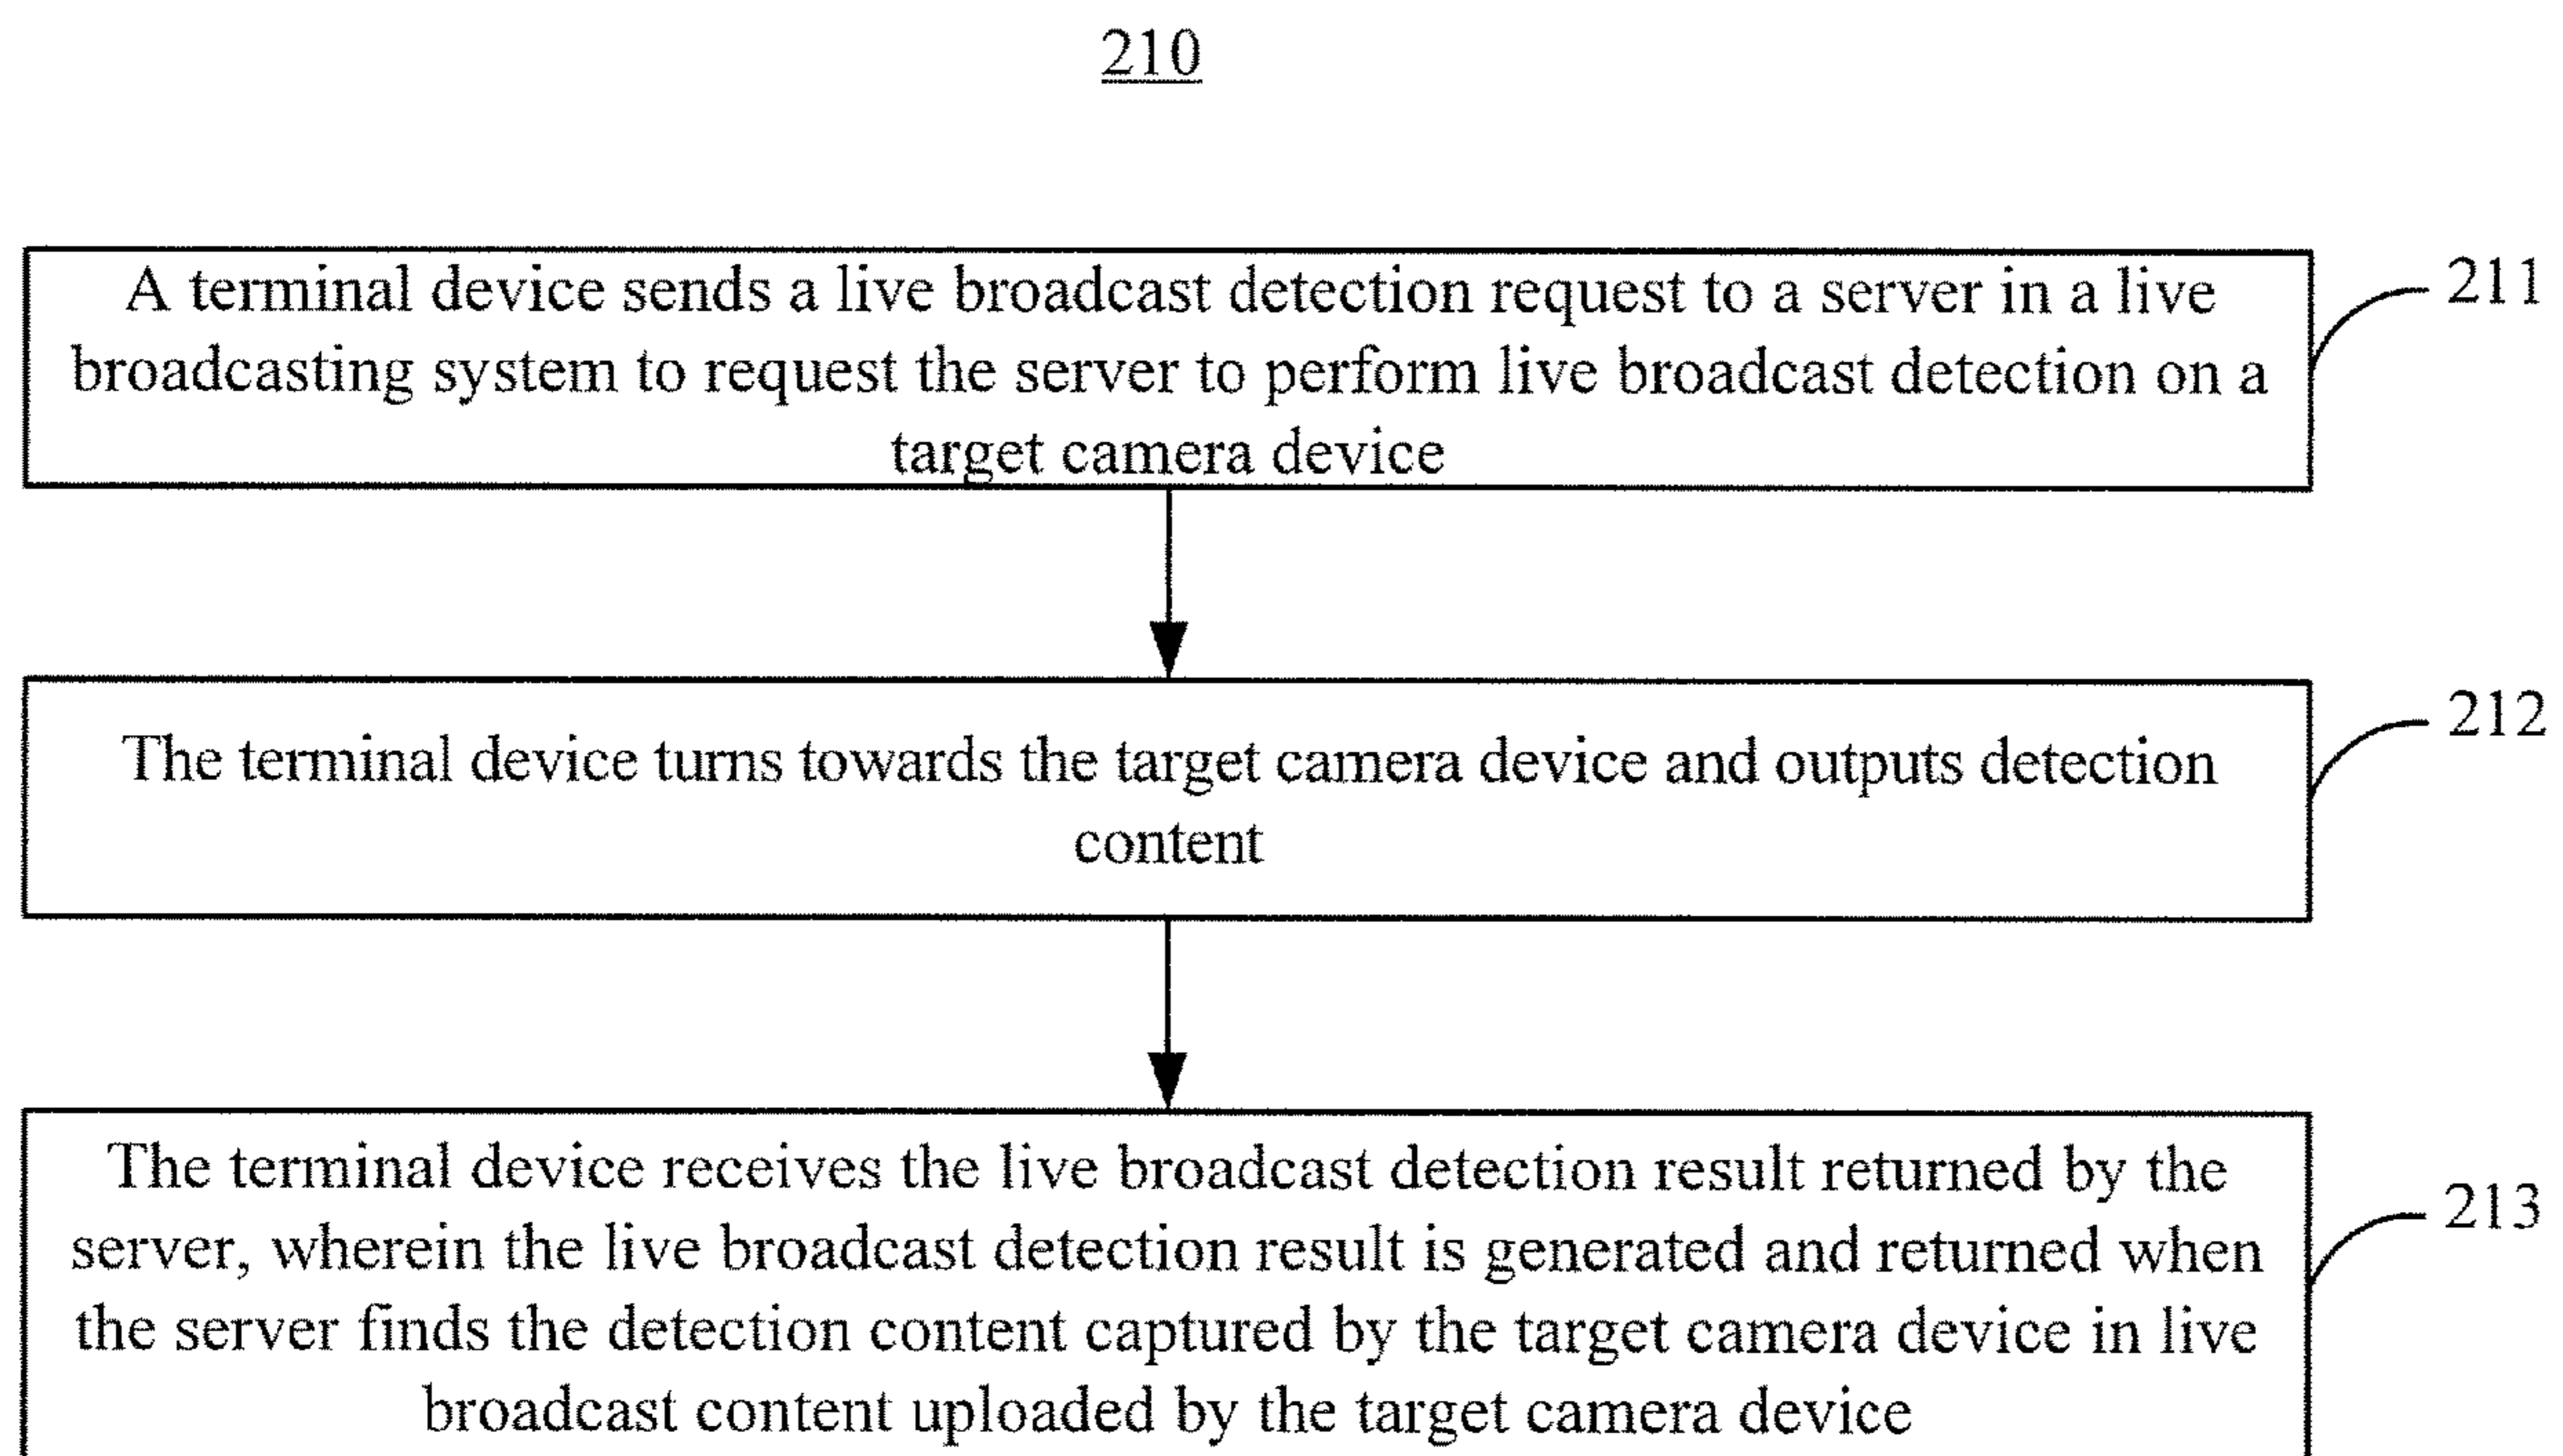 210
A terminal device sends a live broadcast detection request to a server in a live
broadcasting system to request the server to perform live broadcast detection on a
target camera device
211
The terminal device turns towards the target camera device and outputs detection
content
212
The terminal device receives the live broadcast detection result returned by the
server, wherein the live broadcast detection result is generated and returned when
the server finds the detection content captured by the target camera device in live
broadcast content uploaded by the target camera device
213